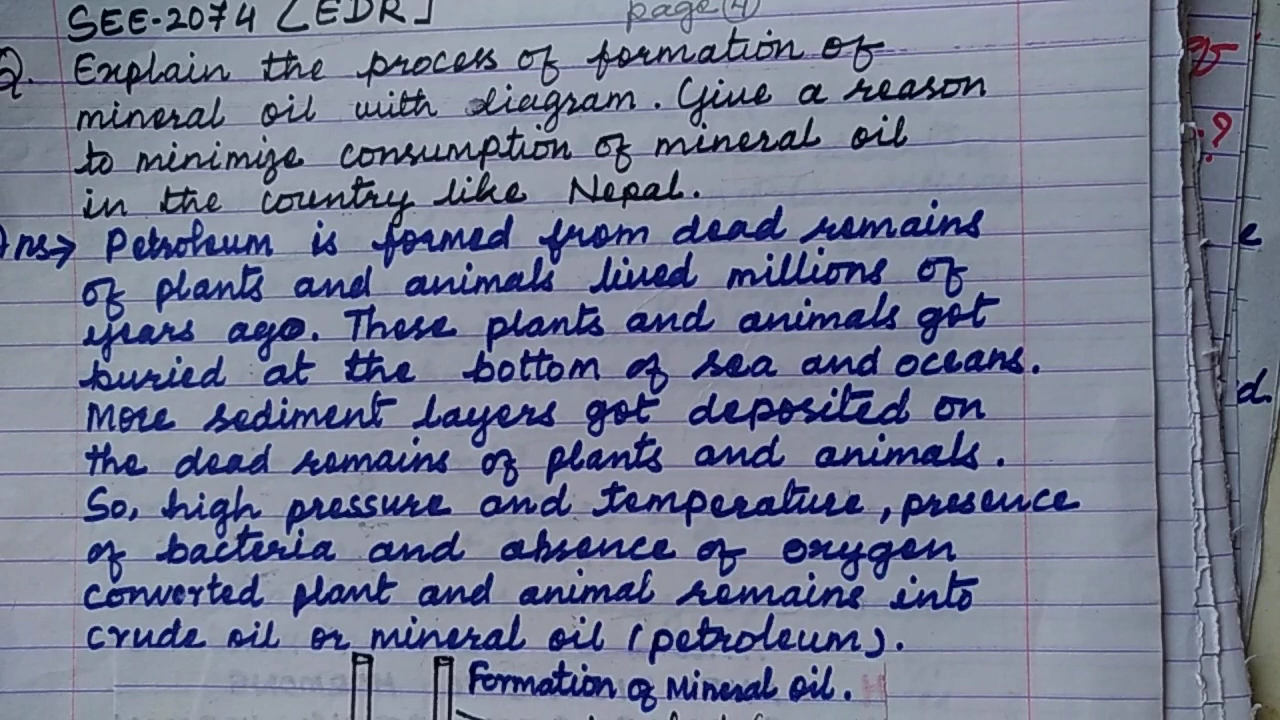 SEE-2074 [EDR]
page (4)
Q. Explain the process of formation of
mineral oil with diagram. Give a reason
to minimize consumption of mineral oil
in the country like Nepal.
Ans→ Petroleum is formed from dead remains
of plants and animals lived millions of
years ago. These plants and animals got
buried at the bottom of sea and oceans.
More sediment layers got deposited on
the dead remains of plants and animals.
So, high pressure and temperature, presence
of bacteria and absence of oxygen
converted plant and animal remains into
crude oil or mineral oil (petroleum).
Formation of Mineral oil.